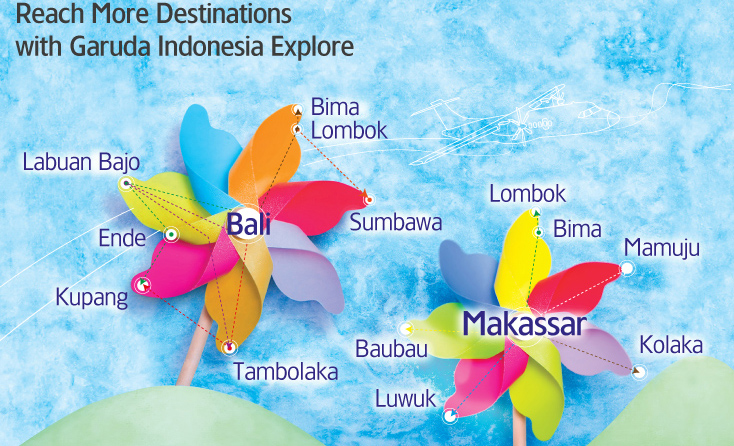 Reach More Destinations
with Garuda Indonesia Explore
Bima
Lombok
Labuan Bajo
Bali
Sumbawa
Ende
Kupang
Tambolaka
Lombok
Bima
Mamuju
Makassar
Baubau
Kolaka
Luwuk